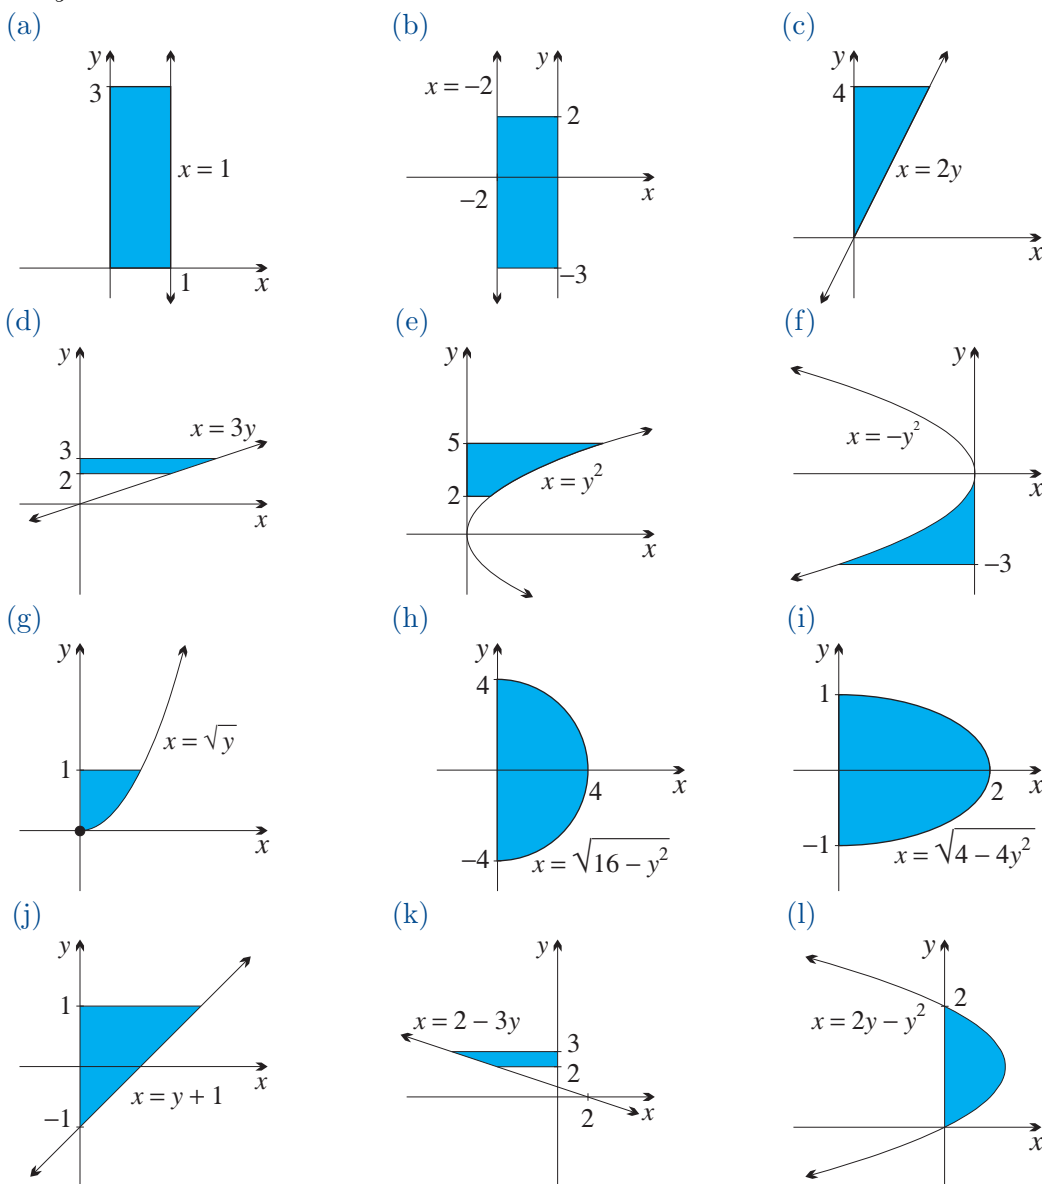 (a)
y
3
x = 1
1
x
(b)
y
x = −2
2
−2
x
−3
(c)
y
4
x = 2y
x
(d)
y
x = 3y
3
2
x
(e)
y
5
x = y²
2
x
(f)
y
x = −y²
x
−3
(g)
y
x = √y
1
x
(h)
y
4
4
x
−4
x = √(16 − y²)
(i)
y
1
2
x
−1
x = √(4 − 4y²)
(j)
y
1
x
x = y + 1
−1
(k)
y
x = 2 − 3y
3
2
2
x
(l)
y
2
x = 2y − y²
x